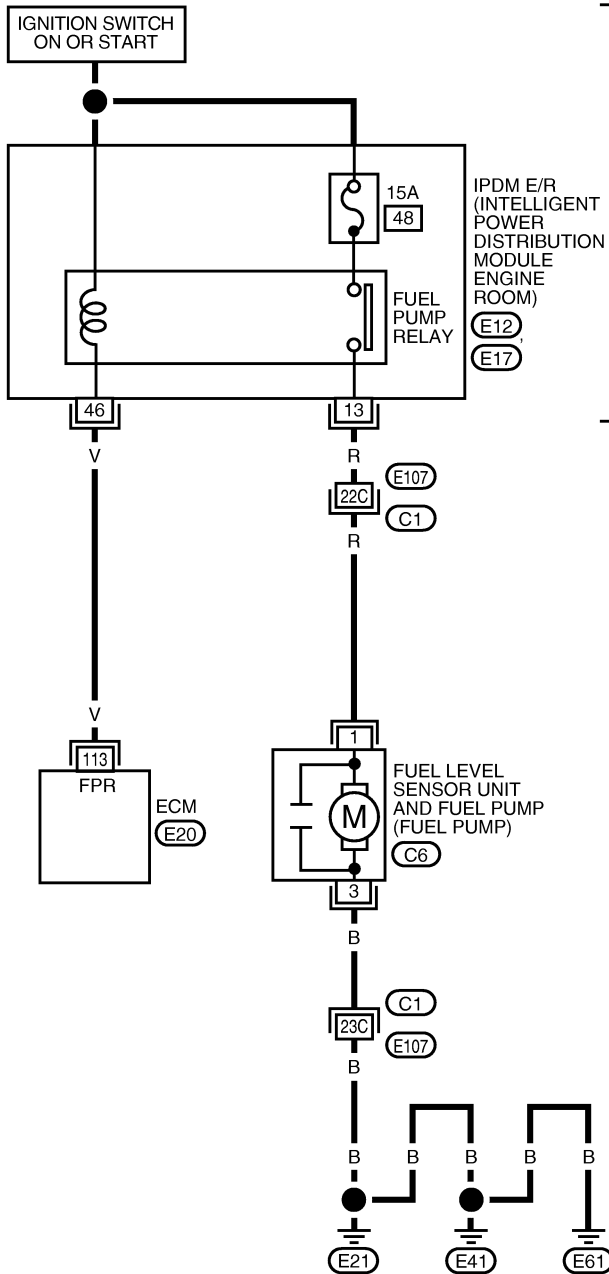 IGNITION SWITCH
ON OR START
15A
48
IPDM E/R
(INTELLIGENT
POWER
DISTRIBUTION
MODULE
ENGINE
ROOM)
E12,
E17
FUEL
PUMP
RELAY
46
13
V
R
E107
22C
C1
R
V
113
FPR
ECM
E20
1
M
FUEL LEVEL
SENSOR UNIT
AND FUEL PUMP
(FUEL PUMP)
C6
3
B
C1
23C
E107
B
B B B B B
E21 E41 E61